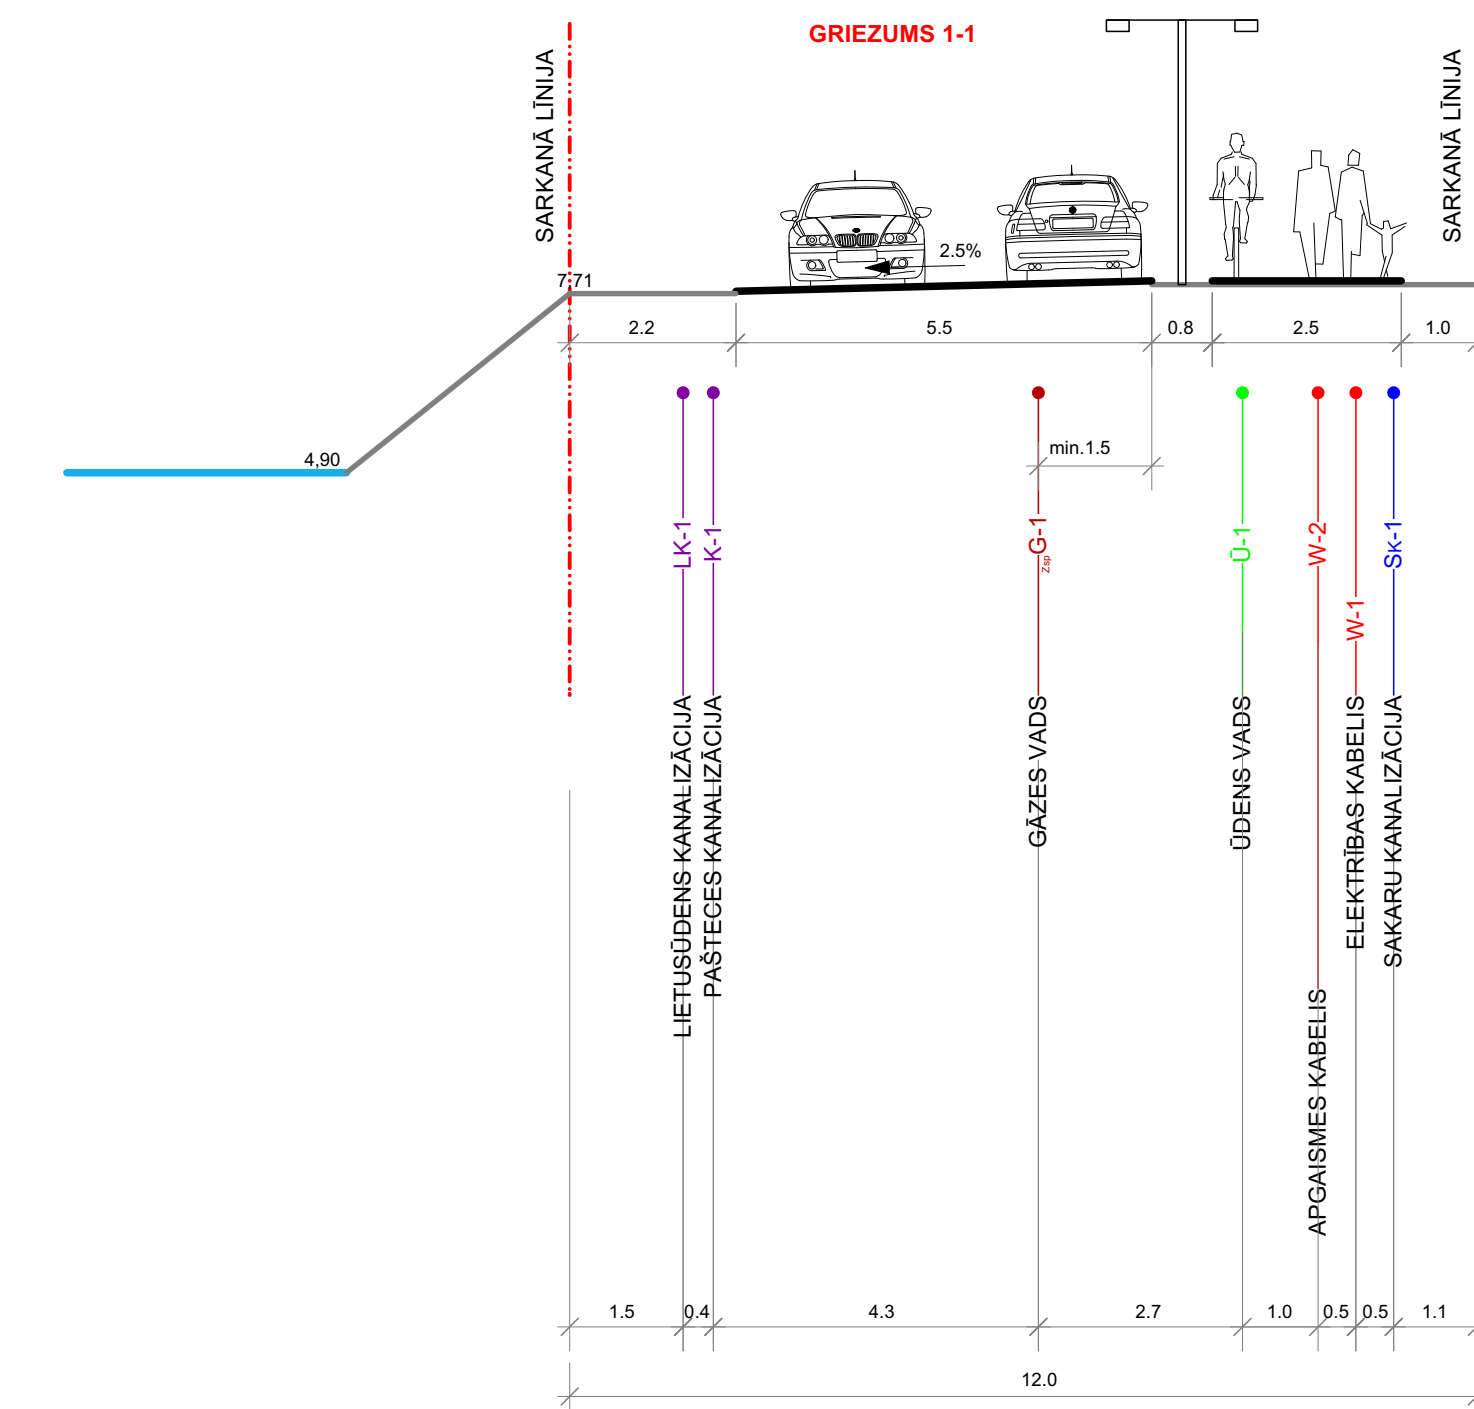 GRIEZUMS 1-1
SARKANĀ LĪNIJA
SARKANĀ LĪNIJA
2.5%
7,71
2.2
5.5
0.8
2.5
1.0
4,90
min.1.5
LK-1
K-1
ZspG-1
Ū-1
W-2
W-1
SK-1
LIETUSŪDENS KANALIZĀCIJA
PAŠTECES KANALIZĀCIJA
GĀZES VADS
ŪDENS VADS
APGAISMES KABELIS
ELEKTRĪBAS KABELIS
SAKARU KANALIZĀCIJA
1.5
0.4
4.3
2.7
1.0
0.5
0.5
1.1
12.0